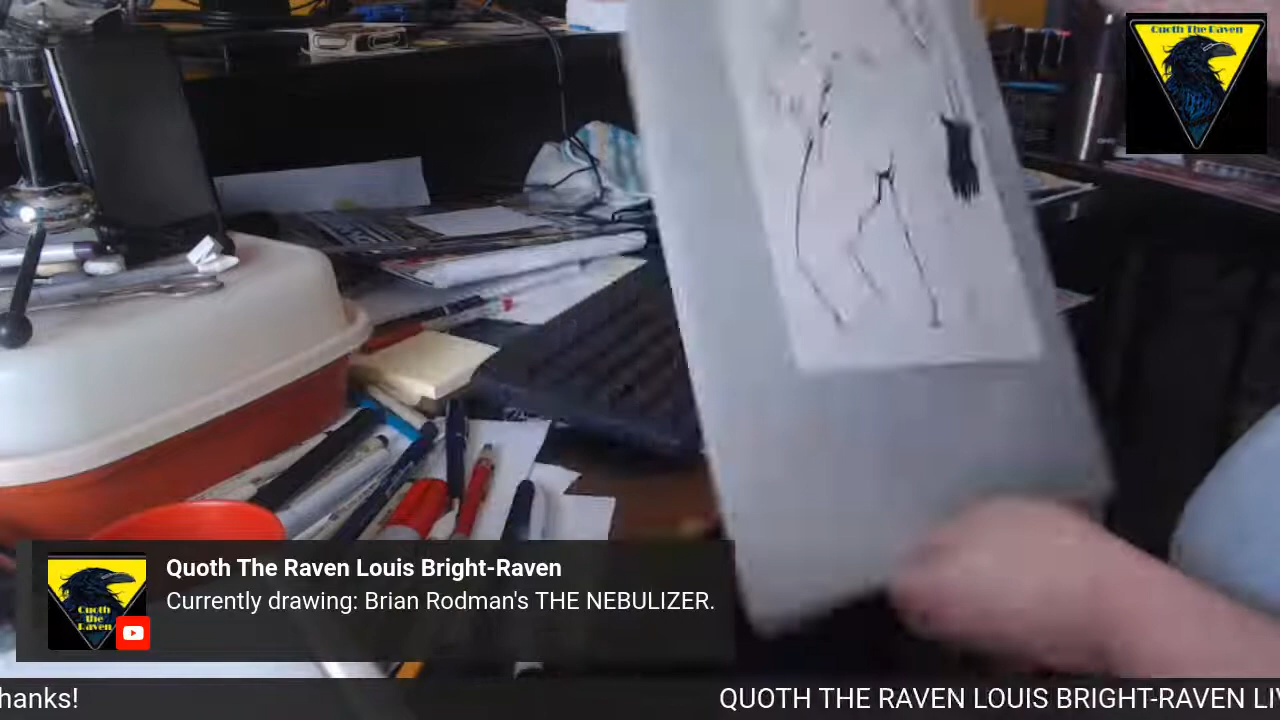 Quoth The Raven
Quoth The Raven Louis Bright-Raven
Currently drawing: Brian Rodman's THE NEBULIZER.
Quoth
the
Raven
hanks!
QUOTH THE RAVEN LOUIS BRIGHT-RAVEN LIV